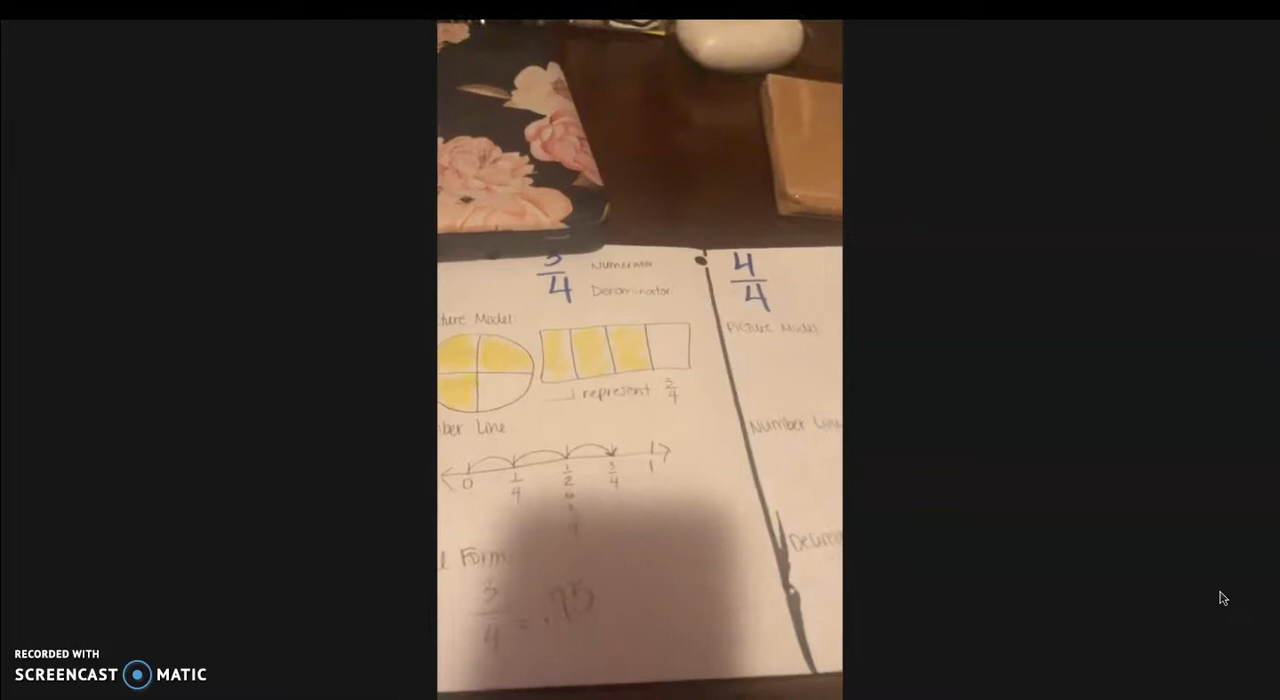 3/4 Numerator
Denominator
ture Model
represent 3/4
ber Line
0 1/4 1/2 3/4 1
l Form
3/4 = .75
4/4
Picture Model
Number Line
Decim
RECORDED WITH
SCREENCAST MATIC